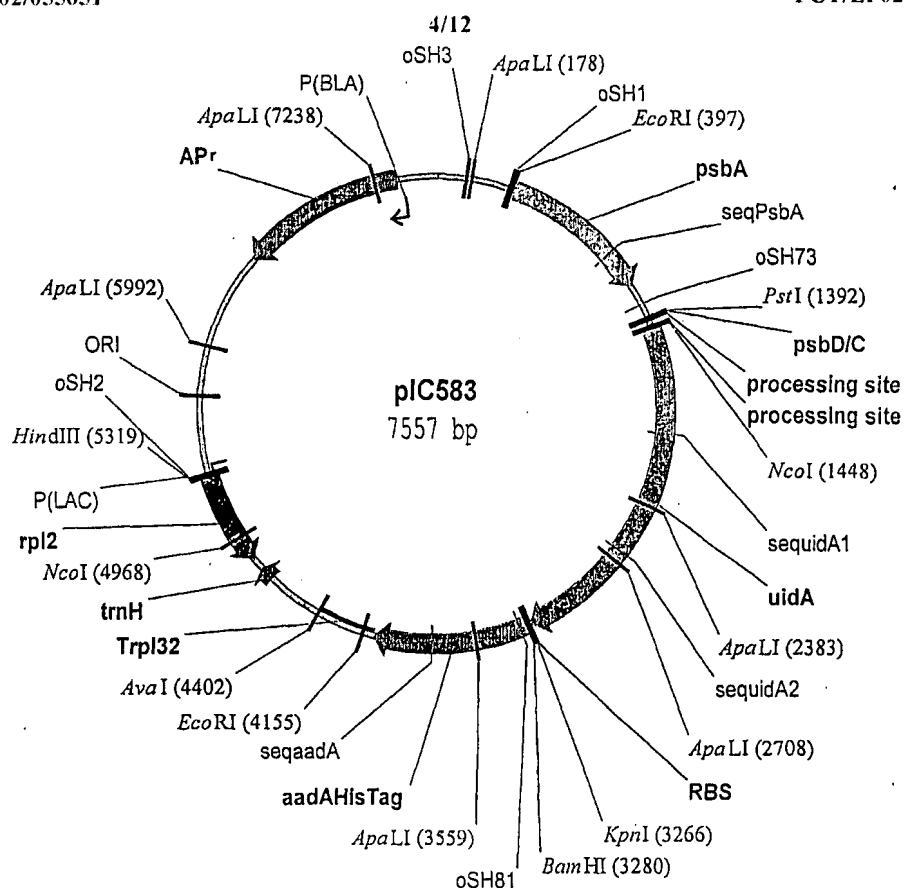 4/12
oSH3
ApaLI (178)
P(BLA)
oSH1
ApaLI (7238)
EcoRI (397)
APr
psbA
seqPsbA
oSH73
ApaLI (5992)
PstI (1392)
ORI
psbD/C
oSH2
pIC583
processing site
7557 bp
processing site
HindIII (5319)
NcoI (1448)
P(LAC)
rpl2
sequidA1
NcoI (4968)
uidA
trnH
Trpl32
ApaLI (2383)
AvaI (4402)
sequidA2
EcoRI (4155)
ApaLI (2708)
seqaadA
RBS
aadAHisTag
ApaLI (3559)
KpnI (3266)
BamHI (3280)
oSH81